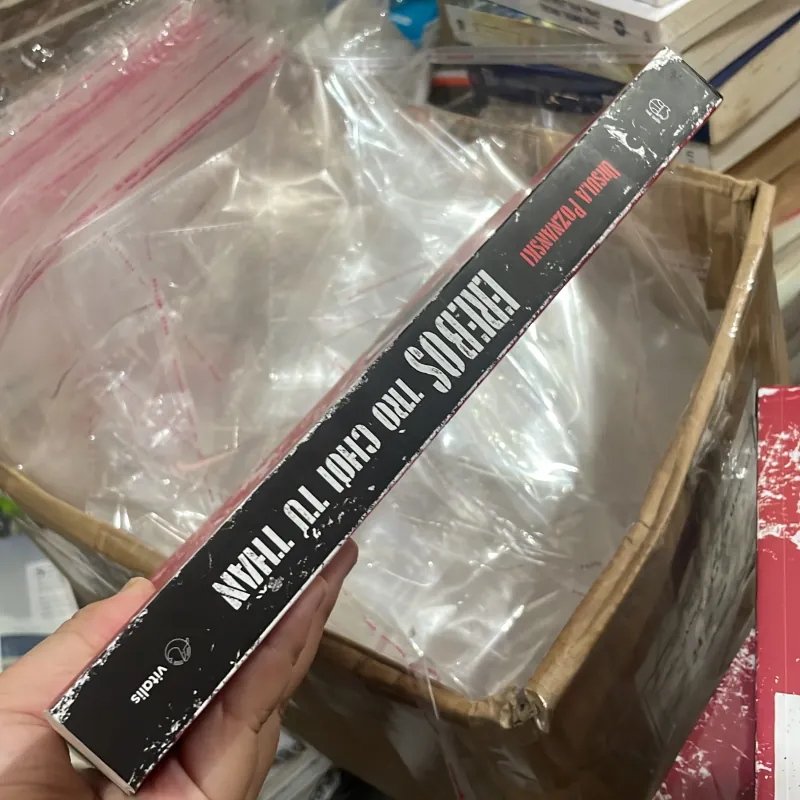 URSULA POZNANSKI
EREBOS TRÒ CHƠI TỬ THẦN
vitalis